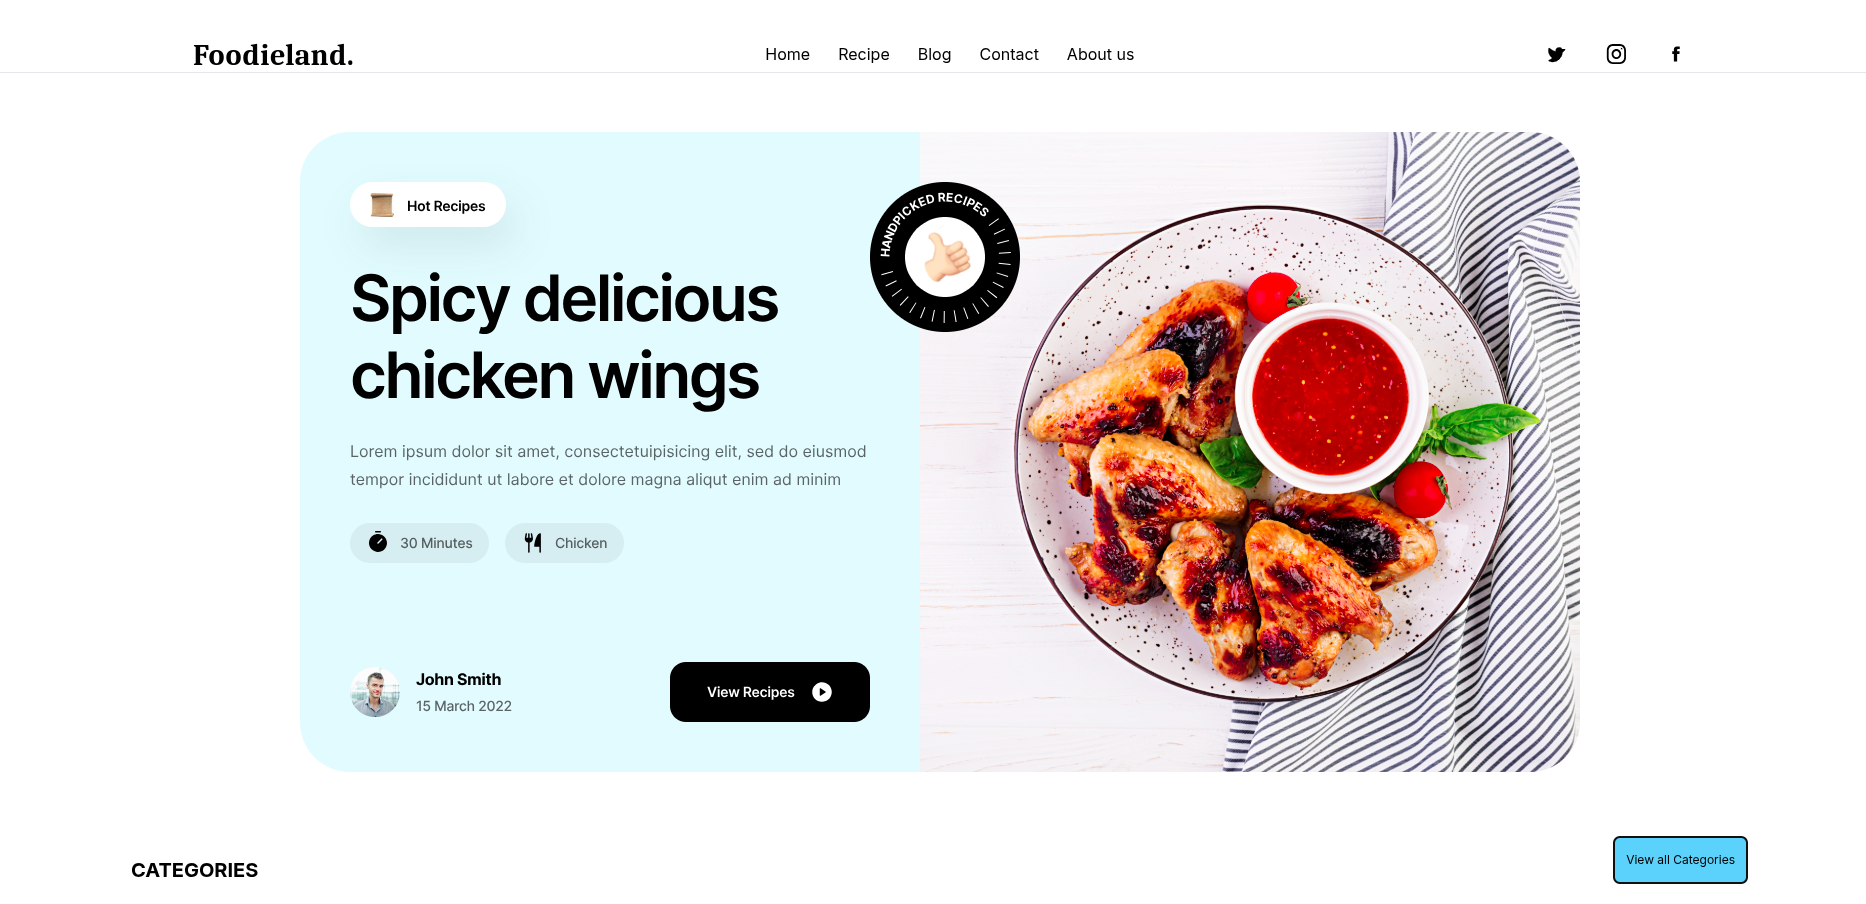 Foodieland.
Home Recipe Blog Contact About us
Hot Recipes
HANDPICKED RECIPES
Spicy delicious
chicken wings
Lorem ipsum dolor sit amet, consectetuipisicing elit, sed do eiusmod
tempor incididunt ut labore et dolore magna aliqut enim ad minim
30 Minutes
Chicken
John Smith
15 March 2022
View Recipes
CATEGORIES
View all Categories